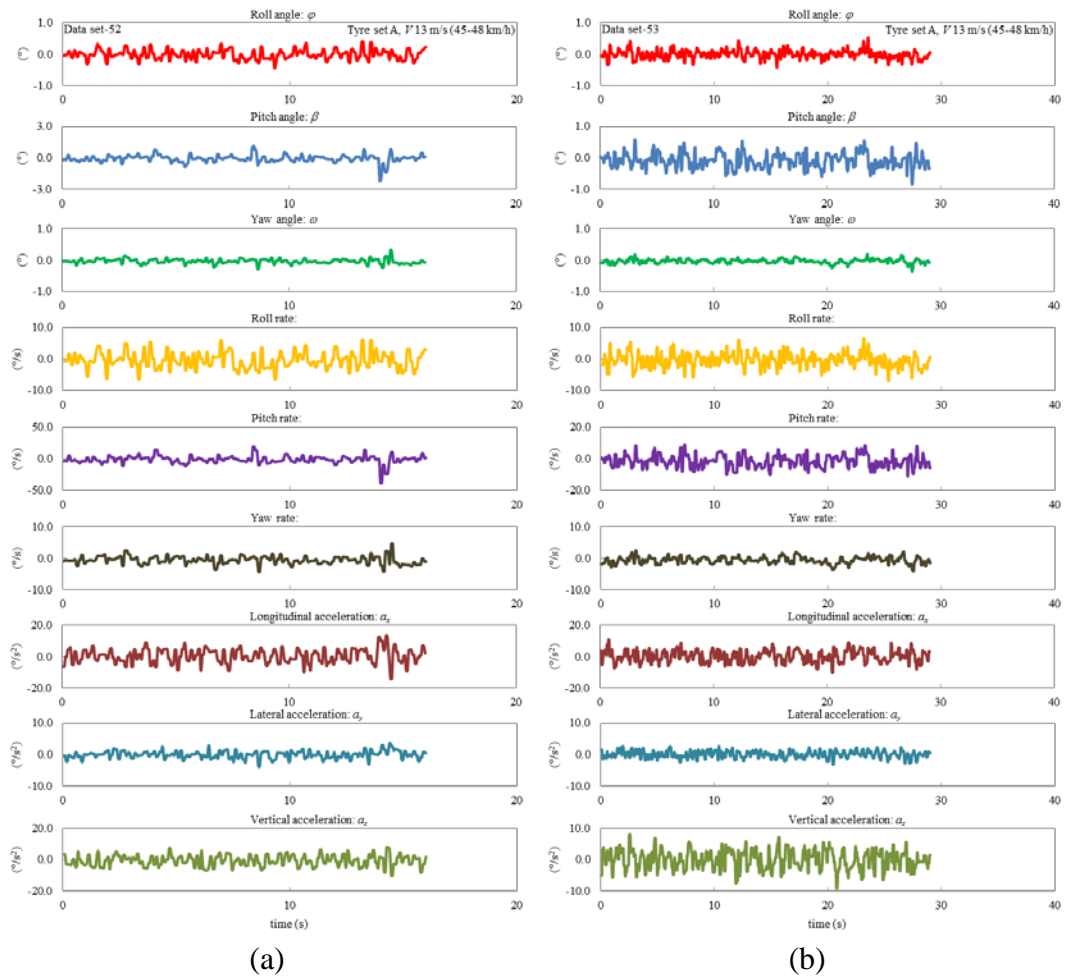 Roll angle: φ
Data set-52 Tyre set A, V 13 m/s (45-48 km/h)
1.0
0.0
-1.0
(°)
0 10 20
Pitch angle: β
3.0
0.0
-3.0
(°)
0 10 20
Yaw angle: ω
1.0
0.0
-1.0
(°)
0 10 20
Roll rate:
10.0
0.0
-10.0
(°/s)
0 10 20
Pitch rate:
50.0
0.0
-50.0
(°/s)
0 10 20
Yaw rate:
10.0
0.0
-10.0
(°/s)
0 10 20
Longitudinal acceleration: aₓ
20.0
0.0
-20.0
(°/s²)
0 10 20
Lateral acceleration: a_y
10.0
0.0
-10.0
(°/s²)
0 10 20
Vertical acceleration: a_z
20.0
0.0
-20.0
(°/s²)
0 10 20
time (s)
(a)
Roll angle: φ
Data set-53 Tyre set A, V 13 m/s (45-48 km/h)
1.0
0.0
-1.0
(°)
0 10 20 30 40
Pitch angle: β
1.0
0.0
-1.0
(°)
0 10 20 30 40
Yaw angle: ω
1.0
0.0
-1.0
(°)
0 10 20 30 40
Roll rate:
10.0
0.0
-10.0
(°/s)
0 10 20 30 40
Pitch rate:
20.0
0.0
-20.0
(°/s)
0 10 20 30 40
Yaw rate:
10.0
0.0
-10.0
(°/s)
0 10 20 30 40
Longitudinal acceleration: aₓ
20.0
0.0
-20.0
(°/s²)
0 10 20 30 40
Lateral acceleration: a_y
10.0
0.0
-10.0
(°/s²)
0 10 20 30 40
Vertical acceleration: a_z
10.0
0.0
-10.0
(°/s²)
0 10 20 30 40
time (s)
(b)